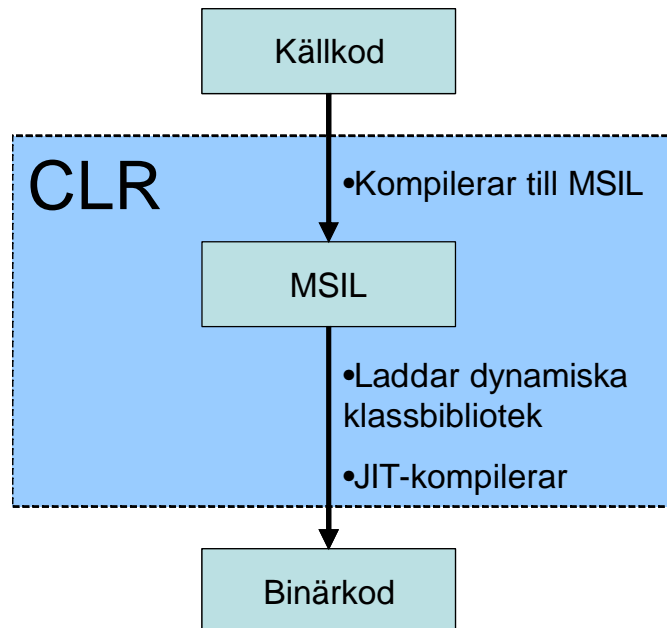 Källkod
CLR
•Kompilerar till MSIL
MSIL
•Laddar dynamiska
klassbibliotek
•JIT-kompilerar
Binärkod